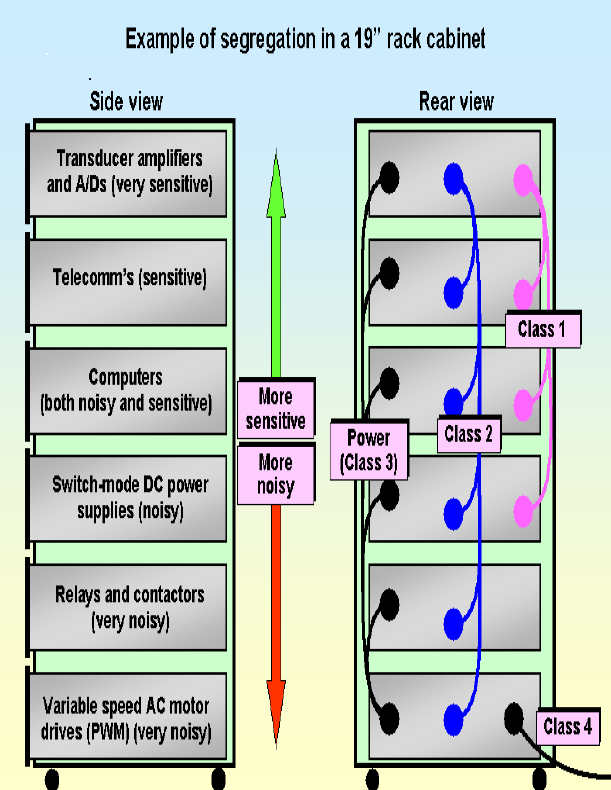 Example of segregation in a 19” rack cabinet
Side view
Rear view
Transducer amplifiers
and A/Ds (very sensitive)
Telecomm’s (sensitive)
Computers
(both noisy and sensitive)
Switch-mode DC power
supplies (noisy)
Relays and contactors
(very noisy)
Variable speed AC motor
drives (PWM) (very noisy)
More
sensitive
More
noisy
Class 1
Class 2
Power
(Class 3)
Class 4